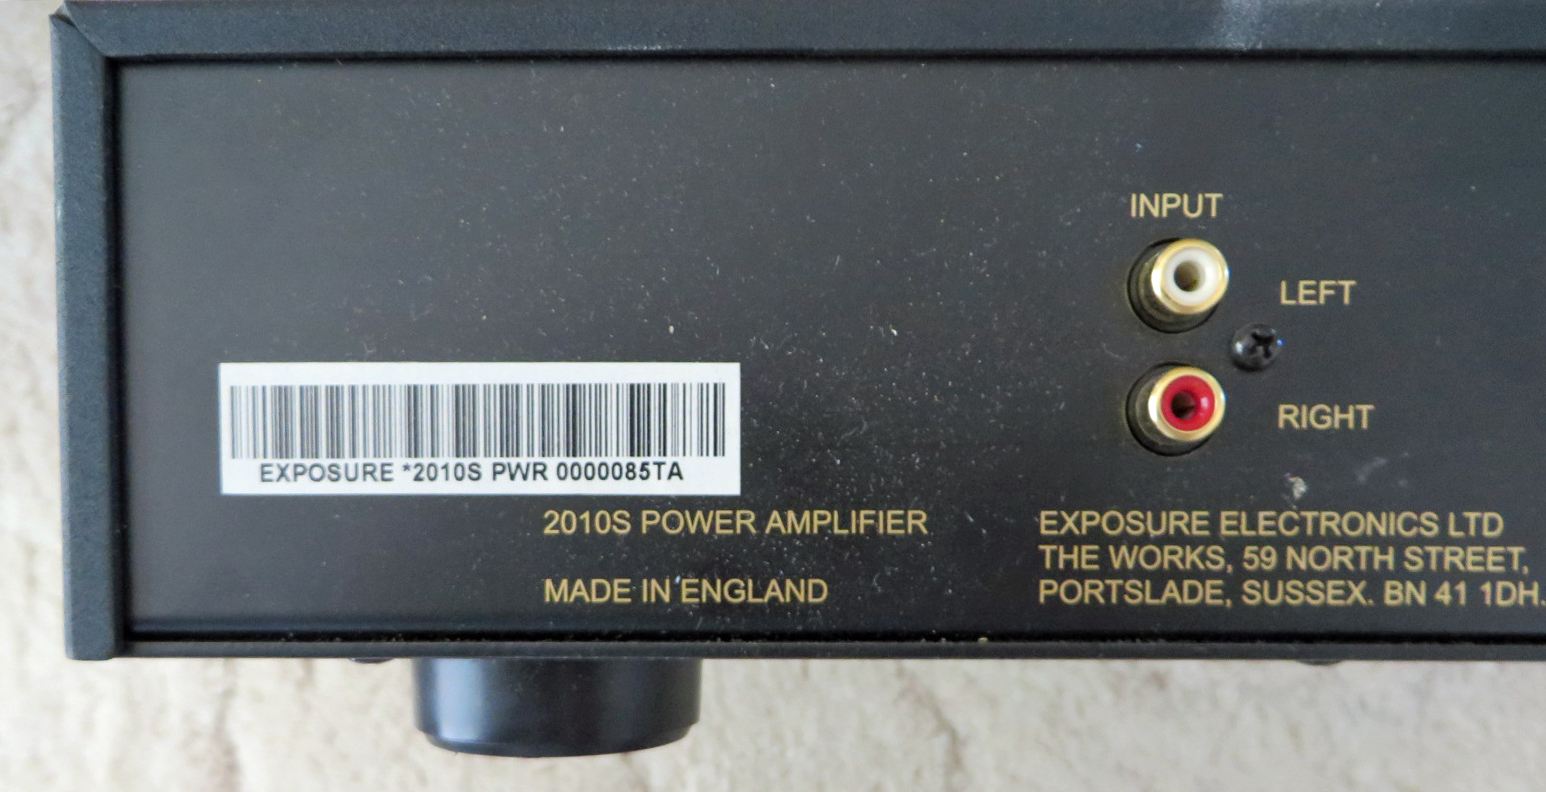 INPUT
LEFT
RIGHT
EXPOSURE *2010S PWR 0000085TA
2010S POWER AMPLIFIER
MADE IN ENGLAND
EXPOSURE ELECTRONICS LTD
THE WORKS, 59 NORTH STREET,
PORTSLADE, SUSSEX. BN 41 1DH.